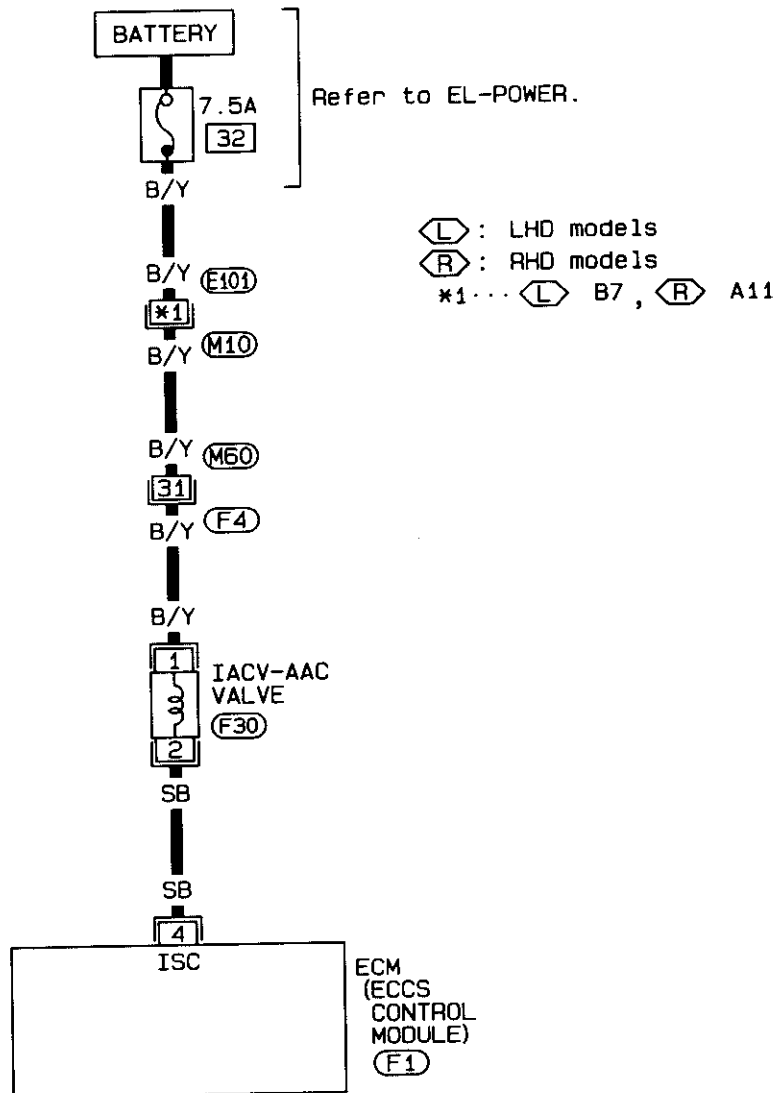 BATTERY
7.5A
32
Refer to EL-POWER.
B/Y
L : LHD models
R : RHD models
*1··· L B7 , R A11
B/Y E101
*1
B/Y M10
B/Y M60
31
B/Y F4
B/Y
1
IACV-AAC
VALVE
F30
2
SB
SB
4
ISC
ECM
(ECCS
CONTROL
MODULE)
F1